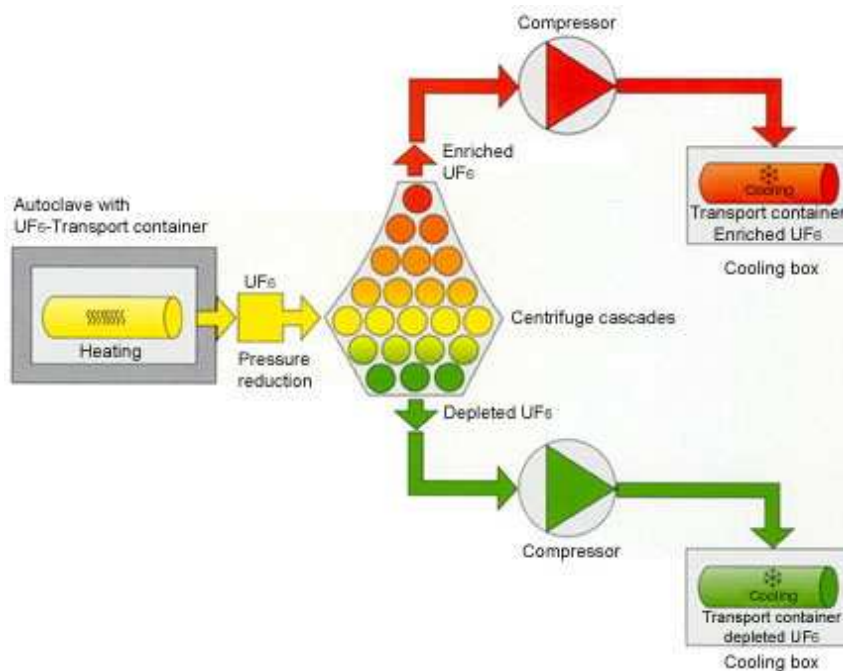 Compressor
Enriched
UF₆
Autoclave with
UF₆-Transport container
Cooling
Transport container
Enriched UF₆
Cooling box
UF₆
Heating
Pressure
reduction
Centrifuge cascades
Depleted UF₆
Compressor
Cooling
Transport container
depleted UF₆
Cooling box